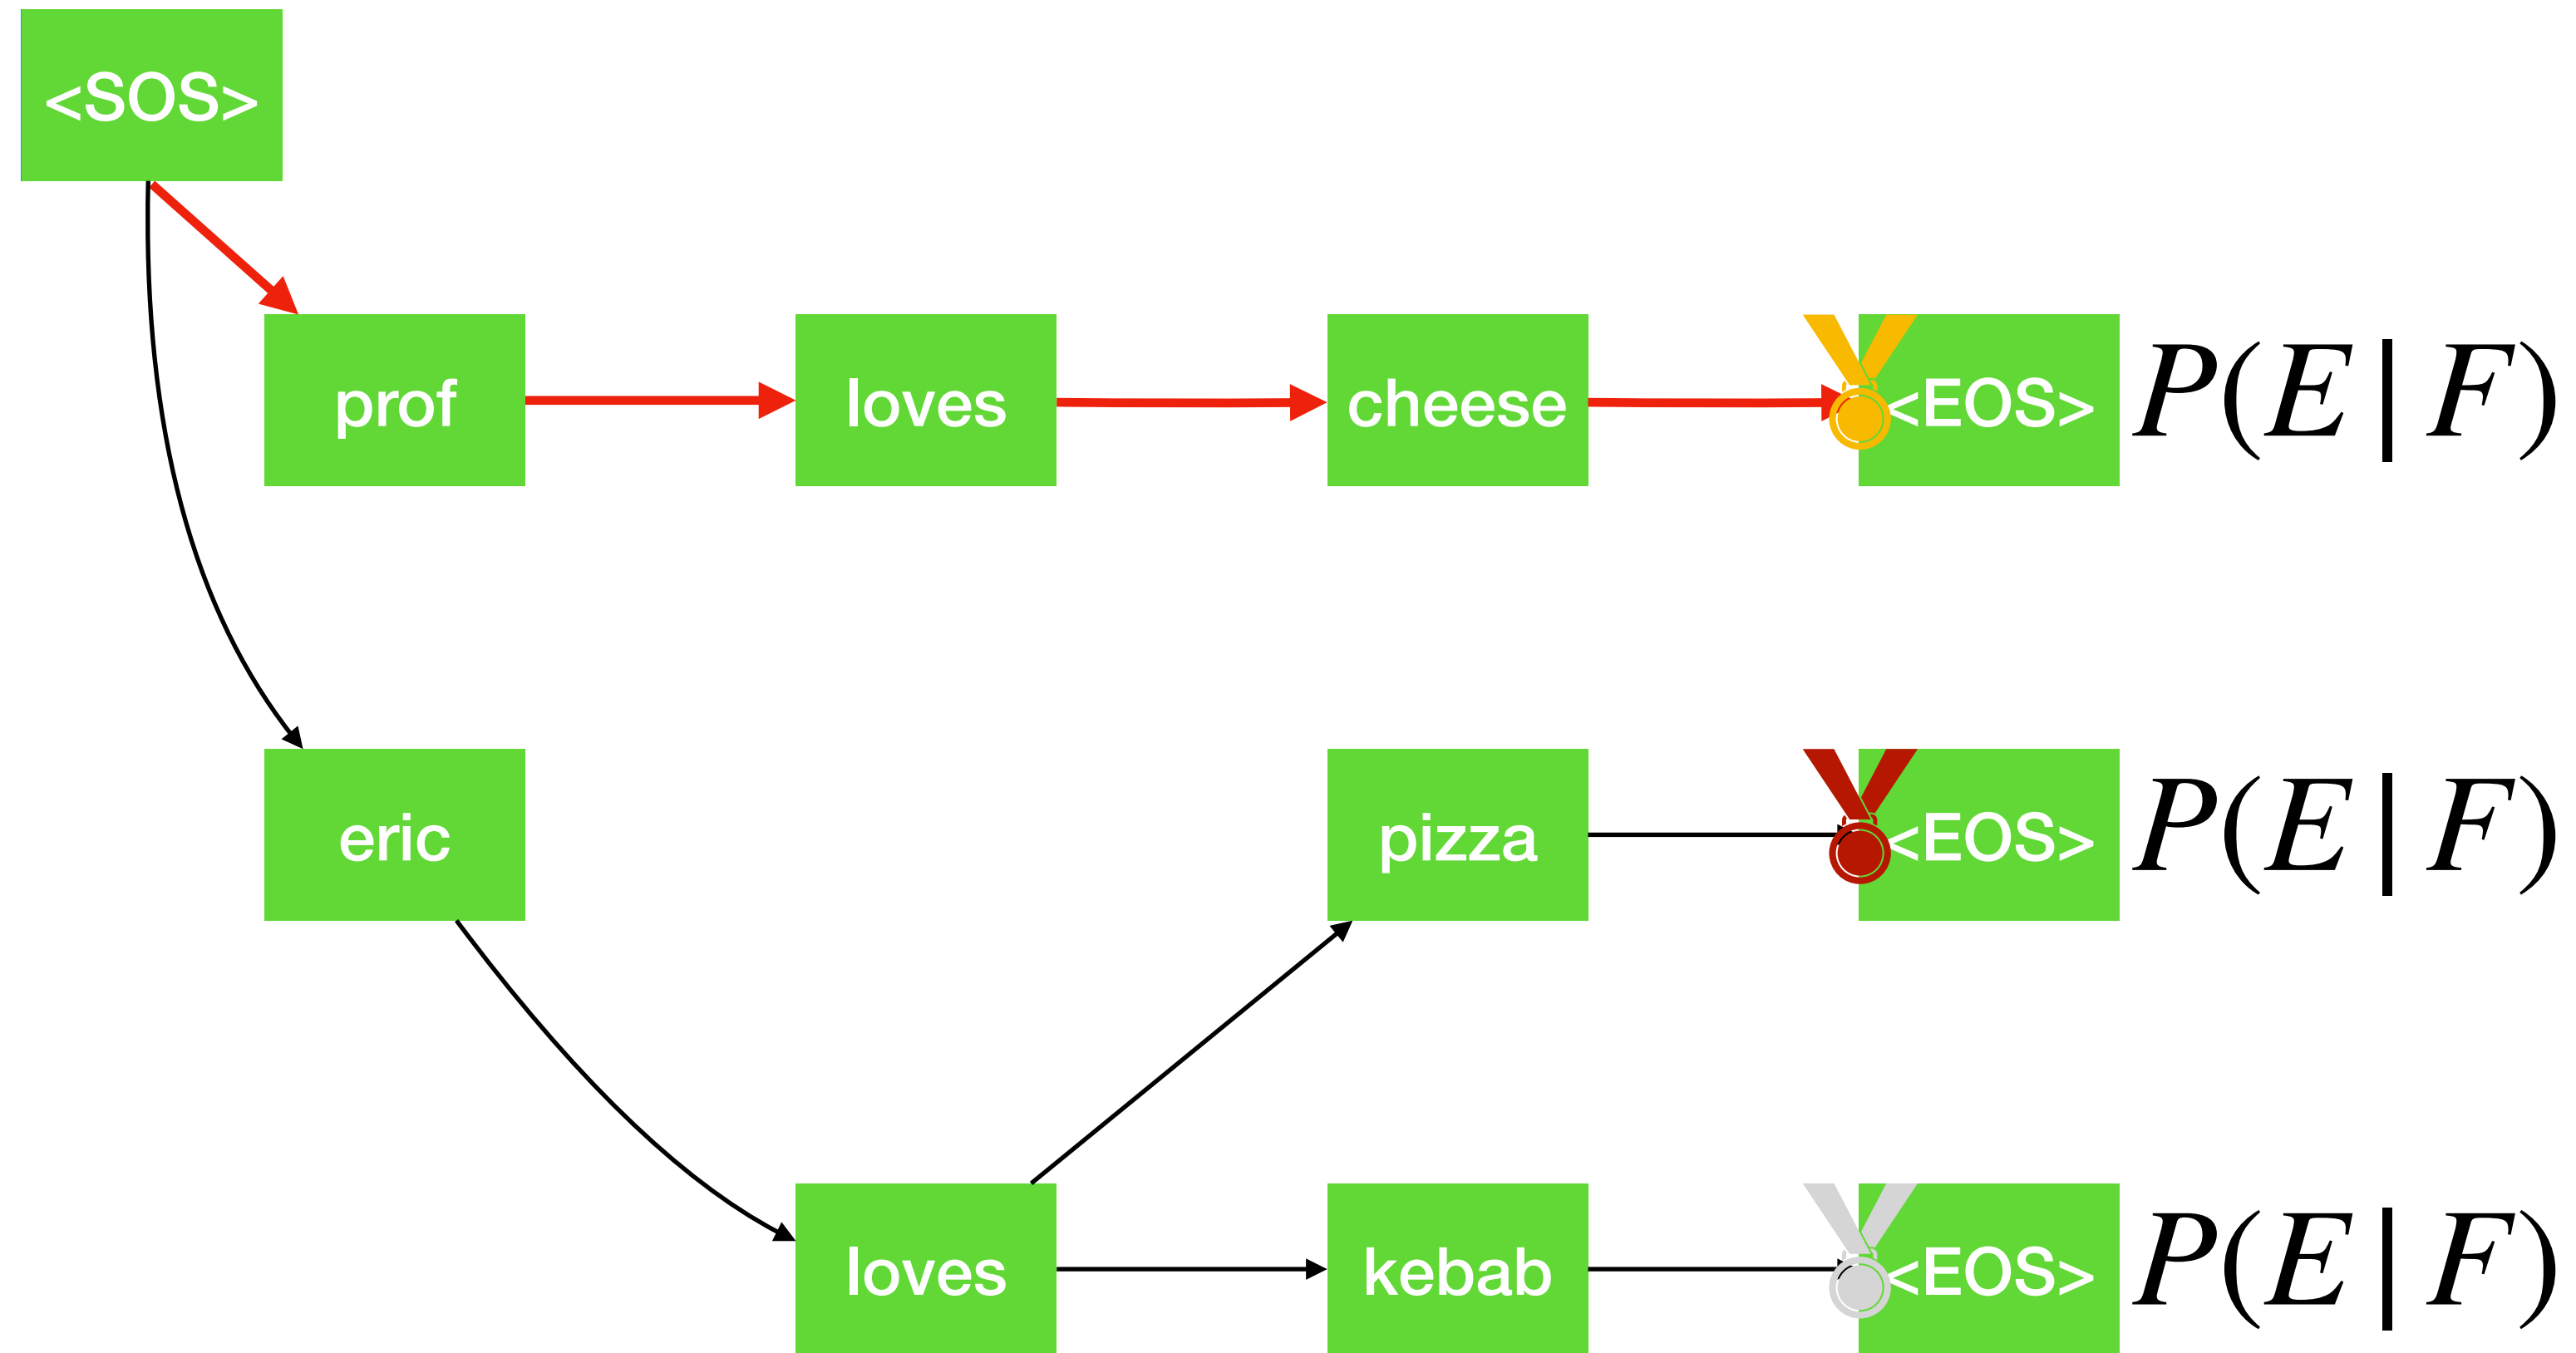 <SOS>
prof loves cheese <EOS> P(E | F)
eric pizza <EOS> P(E | F)
loves kebab <EOS> P(E | F)